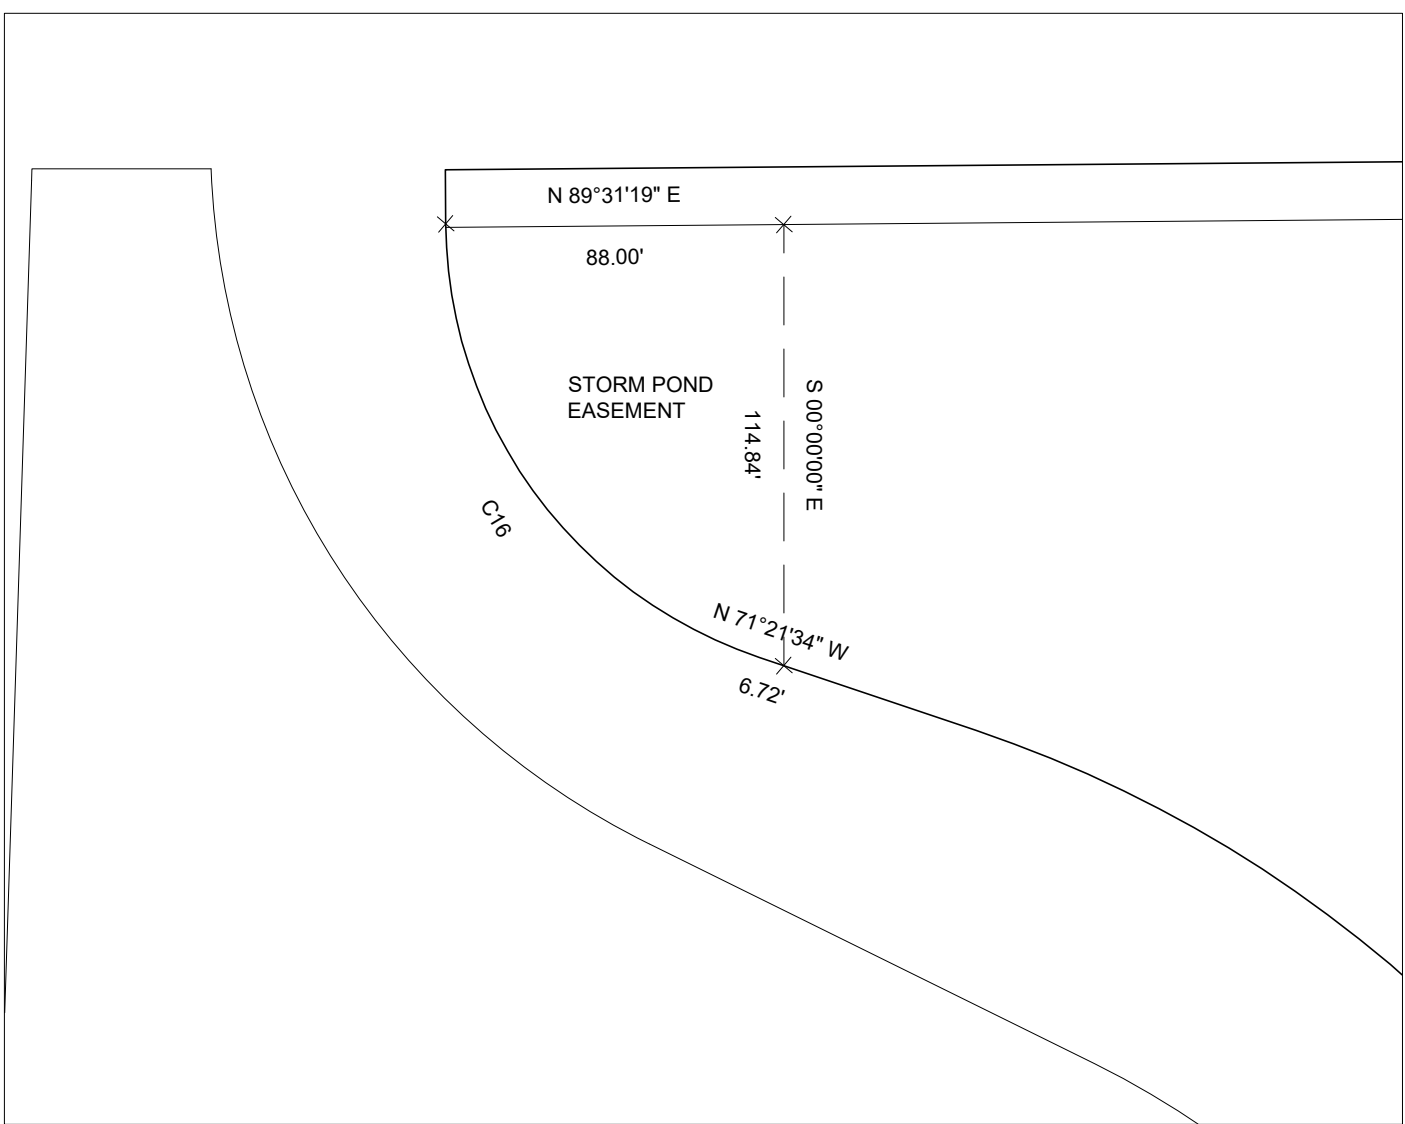 N 89°31'19" E
88.00'
STORM POND
EASEMENT
S 00°00'00" E
114.84'
C16
N 71°21'34" W
6.72'